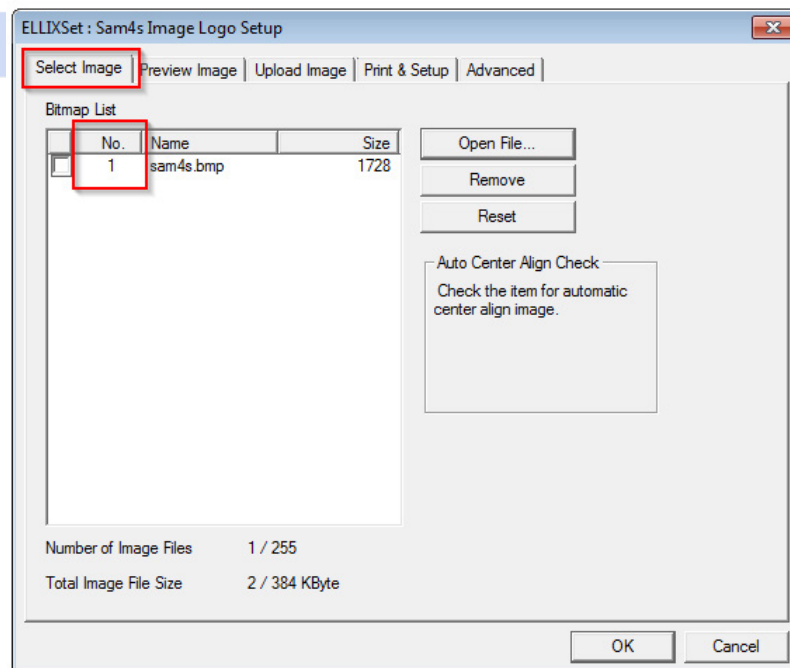 ELLIXSet : Sam4s Image Logo Setup
Select Image Preview Image Upload Image Print & Setup Advanced
Bitmap List
No. Name Size
1 sam4s.bmp 1728
Open File...
Remove
Reset
Auto Center Align Check
Check the item for automatic
center align image.
Number of Image Files 1 / 255
Total Image File Size 2 / 384 KByte
OK Cancel